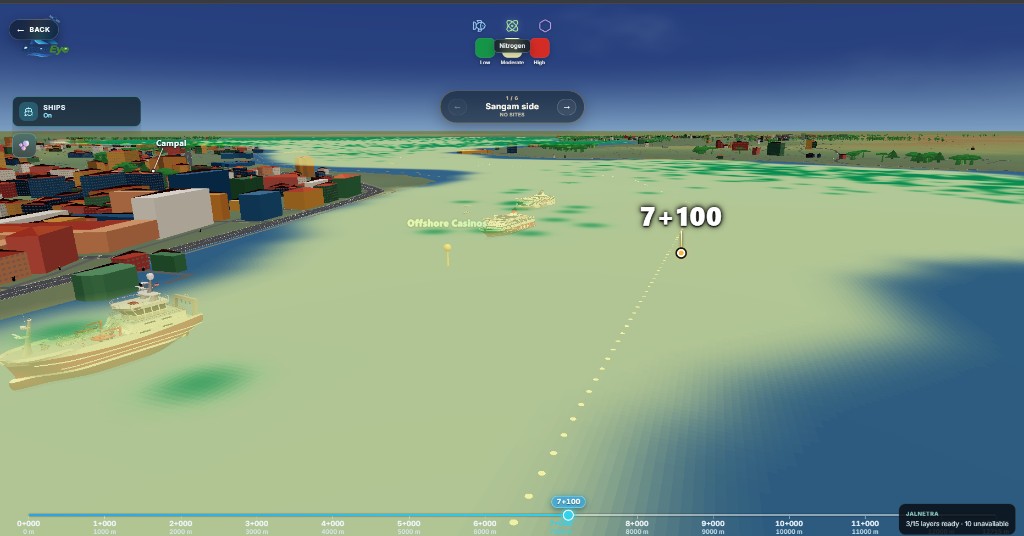 ← BACK
Eye
Nitrogen
Low
Moderate
High
SHIPS
On
1 / 6
← Sangam side →
NO SITES
Campal
Offshore Casinos
7+100
7+100
0+000 1+000 2+000 3+000 4+000 5+000 6+000 8+000 9+000 10+000 11+000
0 m 1000 m 2000 m 3000 m 4000 m 5000 m 6000 m 8000 m 9000 m 10000 m 11000 m
JALNETRA
3/15 layers ready · 10 unavailable